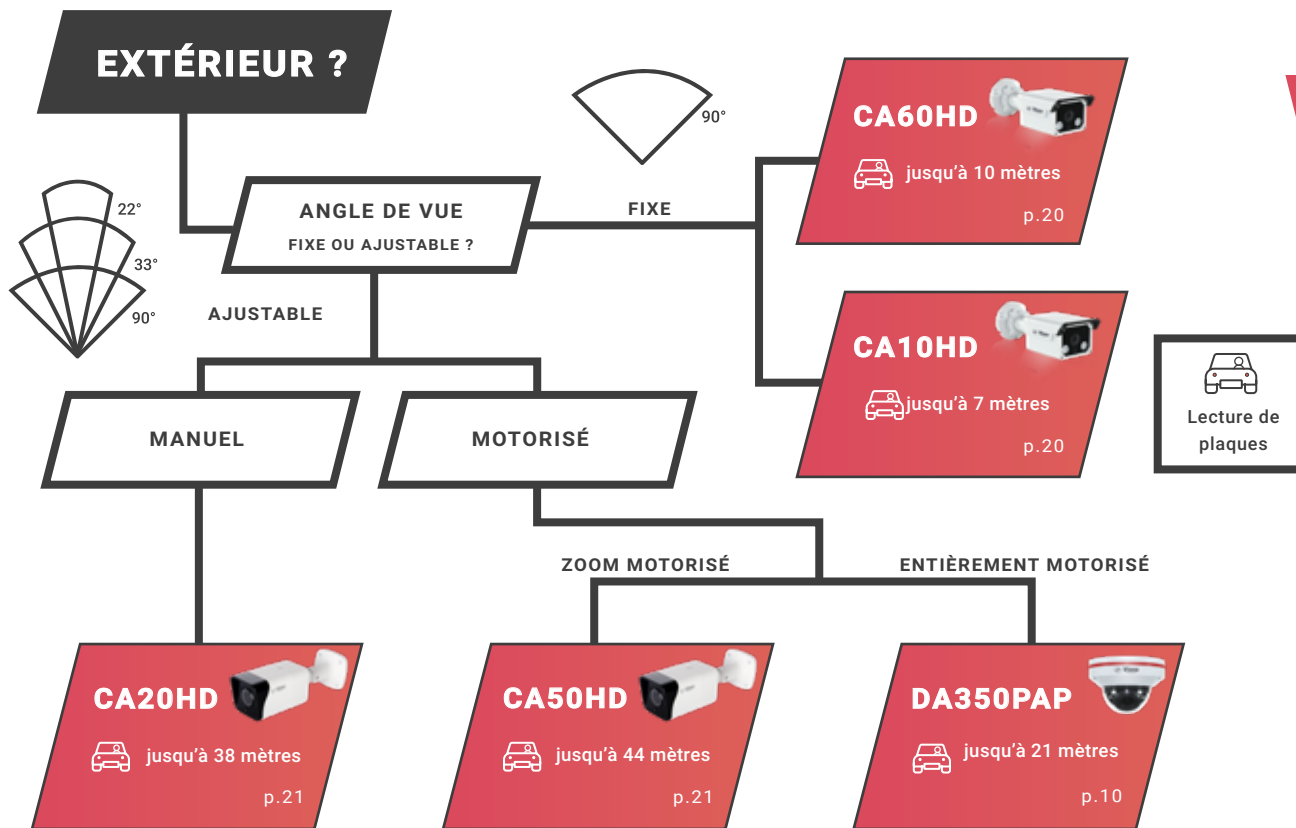 EXTÉRIEUR ?
90°
CA60HD
jusqu'à 10 mètres
p.20
22°
33°
90°
ANGLE DE VUE
FIXE OU AJUSTABLE ?
FIXE
AJUSTABLE
CA10HD
jusqu'à 7 mètres
p.20
Lecture de
plaques
MANUEL
MOTORISÉ
ZOOM MOTORISÉ
ENTIÈREMENT MOTORISÉ
CA20HD
jusqu'à 38 mètres
p.21
CA50HD
jusqu'à 44 mètres
p.21
DA350PAP
jusqu'à 21 mètres
p.10